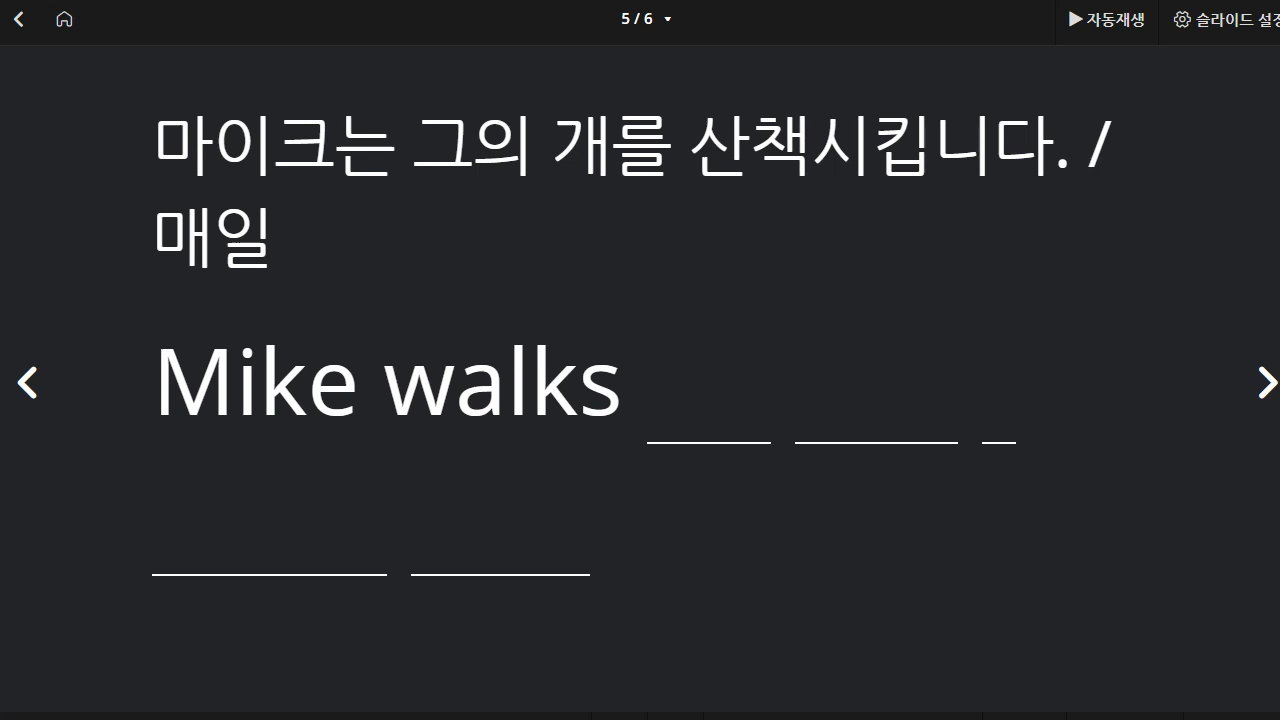 5 / 6
자동재생
슬라이드 설정
마이크는 그의 개를 산책시킵니다. /
매일
Mike walks